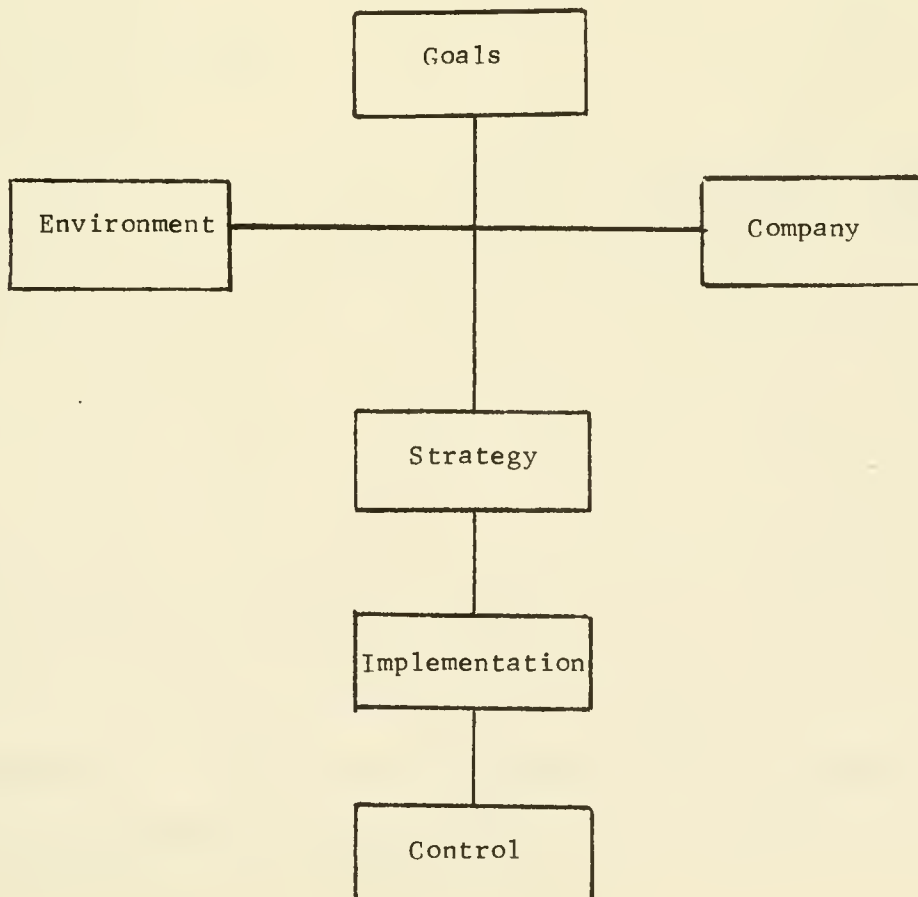 Goals
Environment
Company
Strategy
Implementation
Control